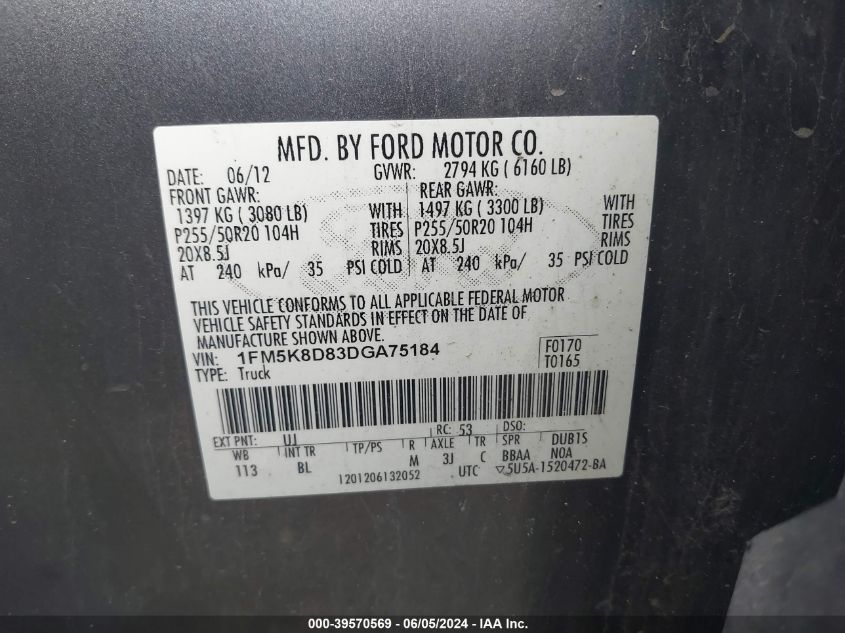 MFD. BY FORD MOTOR CO.
DATE: 06/12 GVWR: 2794 KG ( 6160 LB)
FRONT GAWR: REAR GAWR:
1397 KG ( 3080 LB) WITH 1497 KG ( 3300 LB) WITH
P255/50R20 104H TIRES P255/50R20 104H TIRES
20X8.5J RIMS 20X8.5J RIMS
AT 240 kPa/ 35 PSI COLD AT 240 kPa/ 35 PSI COLD
THIS VEHICLE CONFORMS TO ALL APPLICABLE FEDERAL MOTOR
VEHICLE SAFETY STANDARDS IN EFFECT ON THE DATE OF
MANUFACTURE SHOWN ABOVE.
VIN: 1FM5K8D83DGA75184 F0170
TYPE: Truck T0165
EXT PNT: UJ RC: 53 DSO:
WB INT TR TP/PS R AXLE TR SPR DUB1S
113 BL M 3J C BBAA NOA
1201206132052 UTC ▽5U5A-1520472-BA
000-39570569 - 06/05/2024 - IAA Inc.